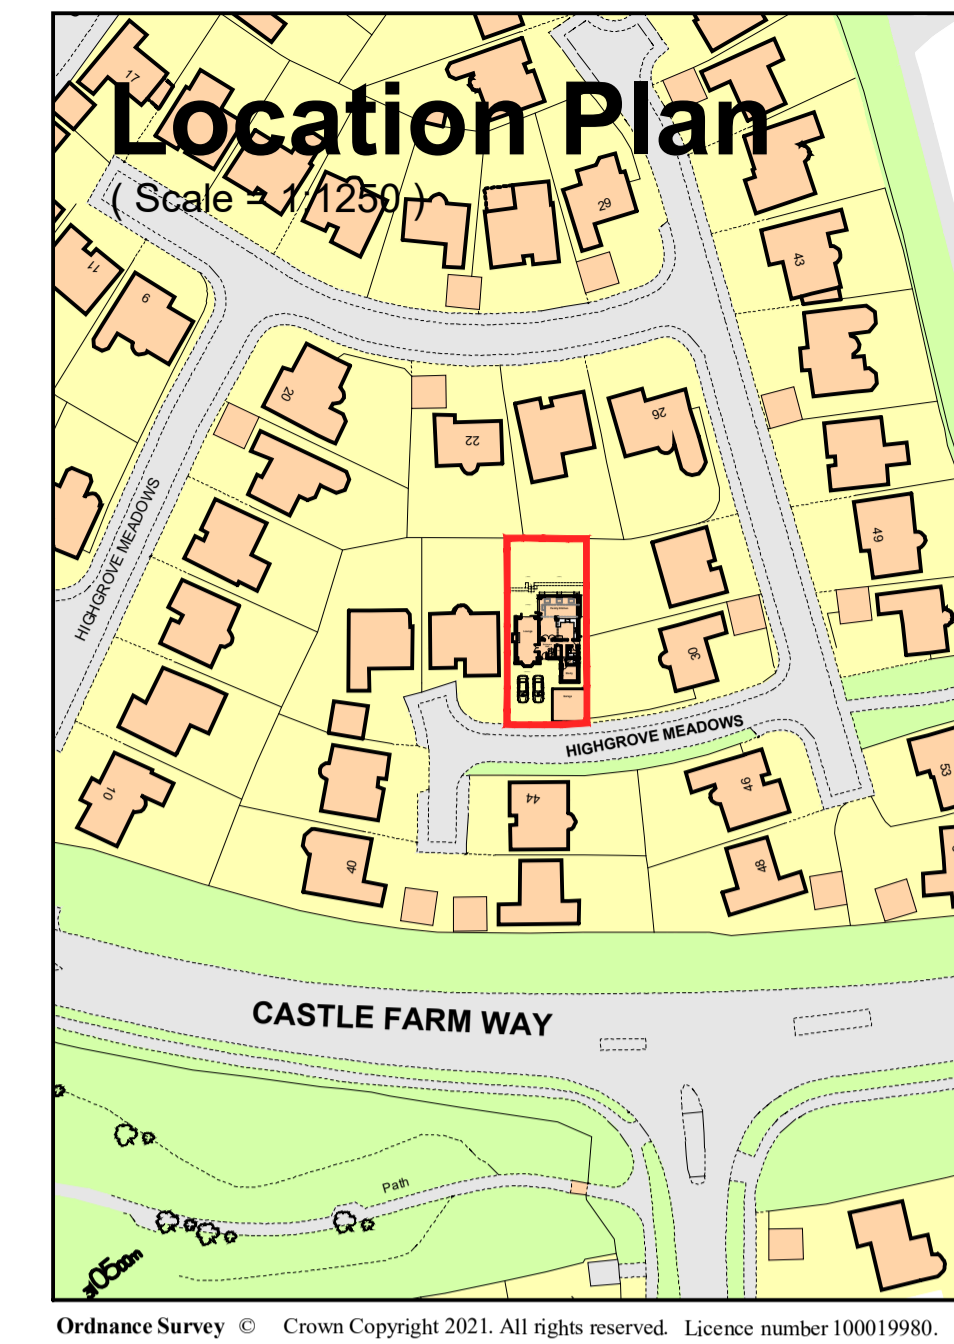 Location Plan
( Scale = 1:1250 )
17
29
11
9
43
20
22
26
HIGHGROVE MEADOWS
49
30
HIGHGROVE MEADOWS
10
44
46
53
40
48
CASTLE FARM WAY
Path
Ordnance Survey © Crown Copyright 2021. All rights reserved. Licence number 100019980.